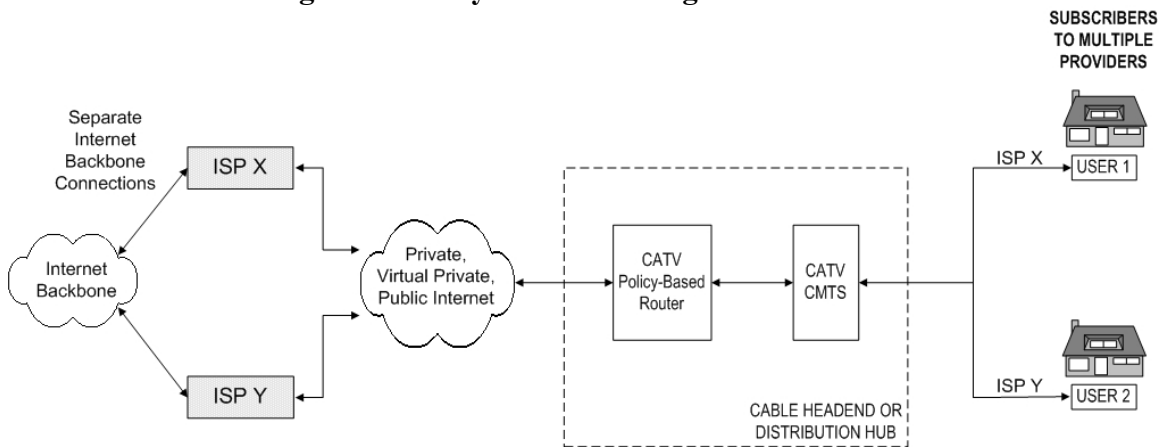 SUBSCRIBERS
TO MULTIPLE
PROVIDERS
Separate
Internet
Backbone
Connections
ISP X
ISP X
USER 1
Internet
Backbone
Private,
Virtual Private,
Public Internet
CATV
Policy-Based
Router
CATV
CMTS
ISP Y
ISP Y
USER 2
CABLE HEADEND OR
DISTRIBUTION HUB